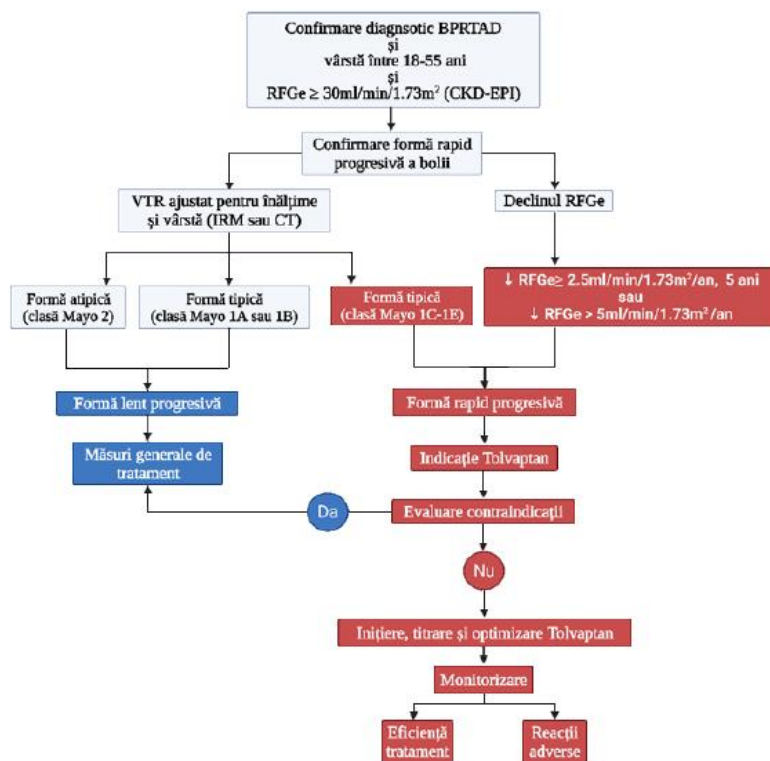 Confirmare diagnsotic BPRTAD
și
vârstă între 18-55 ani
și
RFGe ≥ 30ml/min/1.73m² (CKD-EPI)
Confirmare formă rapid
progresivă a bolii
VTR ajustat pentru înălțime
și vârstă (IRM sau CT)
Declinul RFGe
Formă atipică
(clasă Mayo 2)
Formă tipică
(clasă Mayo 1A sau 1B)
Formă tipică
(clasă Mayo 1C-1E)
↓ RFGe≥ 2.5ml/min/1.73m²/an, 5 ani
sau
↓ RFGe > 5ml/min/1.73m²/an
Formă lent progresivă
Formă rapid progresivă
Măsuri generale de
tratament
Indicație Tolvaptan
Da
Evaluare contraindicații
Nu
Inițiere, titrare și optimizare Tolvaptan
Monitorizare
Eficiență
tratament
Reacții
adverse